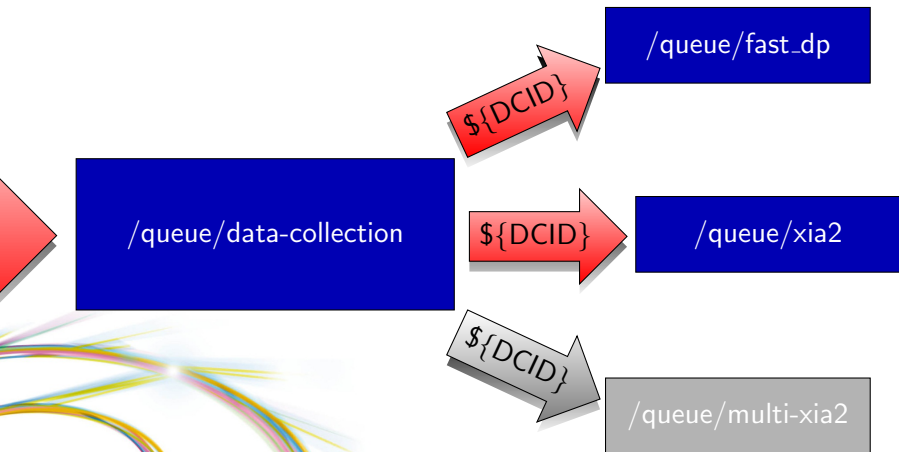 /queue/fast_dp
${DCID}
/queue/data-collection
${DCID}
/queue/xia2
${DCID}
/queue/multi-xia2